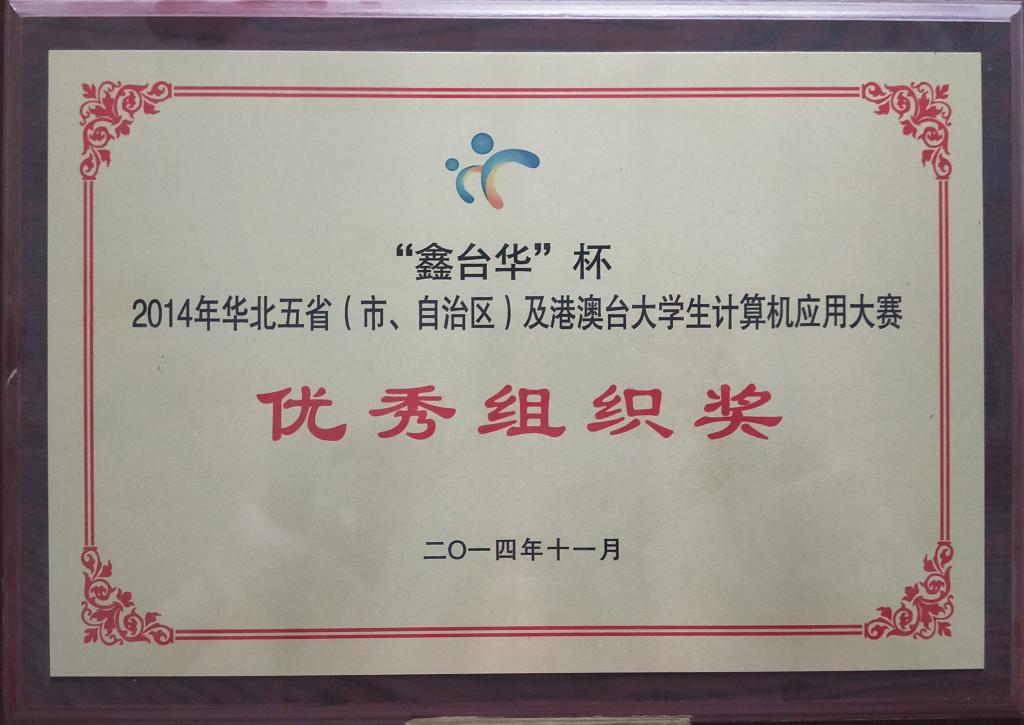 “鑫台华”杯
2014年华北五省（市、自治区）及港澳台大学生计算机应用大赛
优秀组织奖
二〇一四年十一月